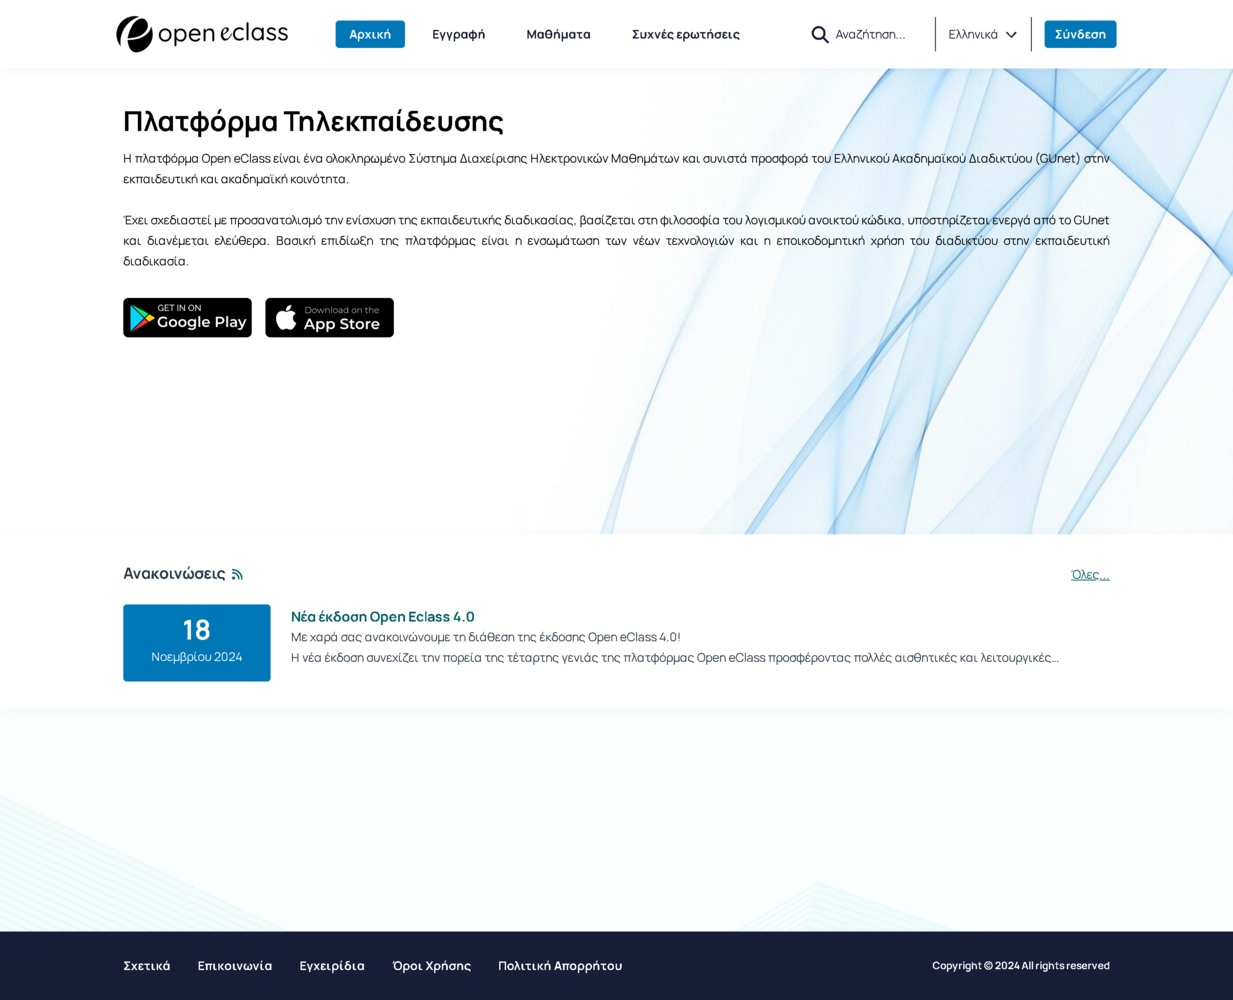 open eclass
Αρχική
Εγγραφή
Μαθήματα
Συχνές ερωτήσεις
Αναζήτηση...
Ελληνικά
Σύνδεση
Πλατφόρμα Τηλεκπαίδευσης
Η πλατφόρμα Open eClass είναι ένα ολοκληρωμένο Σύστημα Διαχείρισης Ηλεκτρονικών Μαθημάτων και συνιστά προσφορά του Ελληνικού Ακαδημαϊκού Διαδικτύου (GUnet) στην
εκπαιδευτική και ακαδημαϊκή κοινότητα.
Έχει σχεδιαστεί με προσανατολισμό την ενίσχυση της εκπαιδευτικής διαδικασίας, βασίζεται στη φιλοσοφία του λογισμικού ανοικτού κώδικα, υποστηρίζεται ενεργά από το GUnet
και διανέμεται ελεύθερα. Βασική επιδίωξη της πλατφόρμας είναι η ενσωμάτωση των νέων τεχνολογιών και η εποικοδομητική χρήση του διαδικτύου στην εκπαιδευτική
διαδικασία.
GET IN ON
Google Play
Download on the
App Store
Ανακοινώσεις
Όλες...
18
Νοεμβρίου 2024
Νέα έκδοση Open Eclass 4.0
Με χαρά σας ανακοινώνουμε τη διάθεση της έκδοσης Open eClass 4.0!
Η νέα έκδοση συνεχίζει την πορεία της τέταρτης γενιάς της πλατφόρμας Open eClass προσφέροντας πολλές αισθητικές και λειτουργικές...
Σχετικά
Επικοινωνία
Εγχειρίδια
Όροι Χρήσης
Πολιτική Απορρήτου
Copyright © 2024 All rights reserved